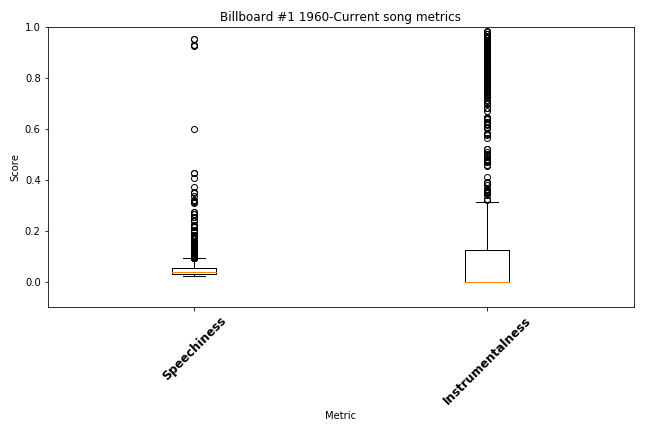 Billboard #1 1960-Current song metrics
1.0
0.8
0.6
0.4
0.2
0.0
Score
Speechiness
Instrumentalness
Metric